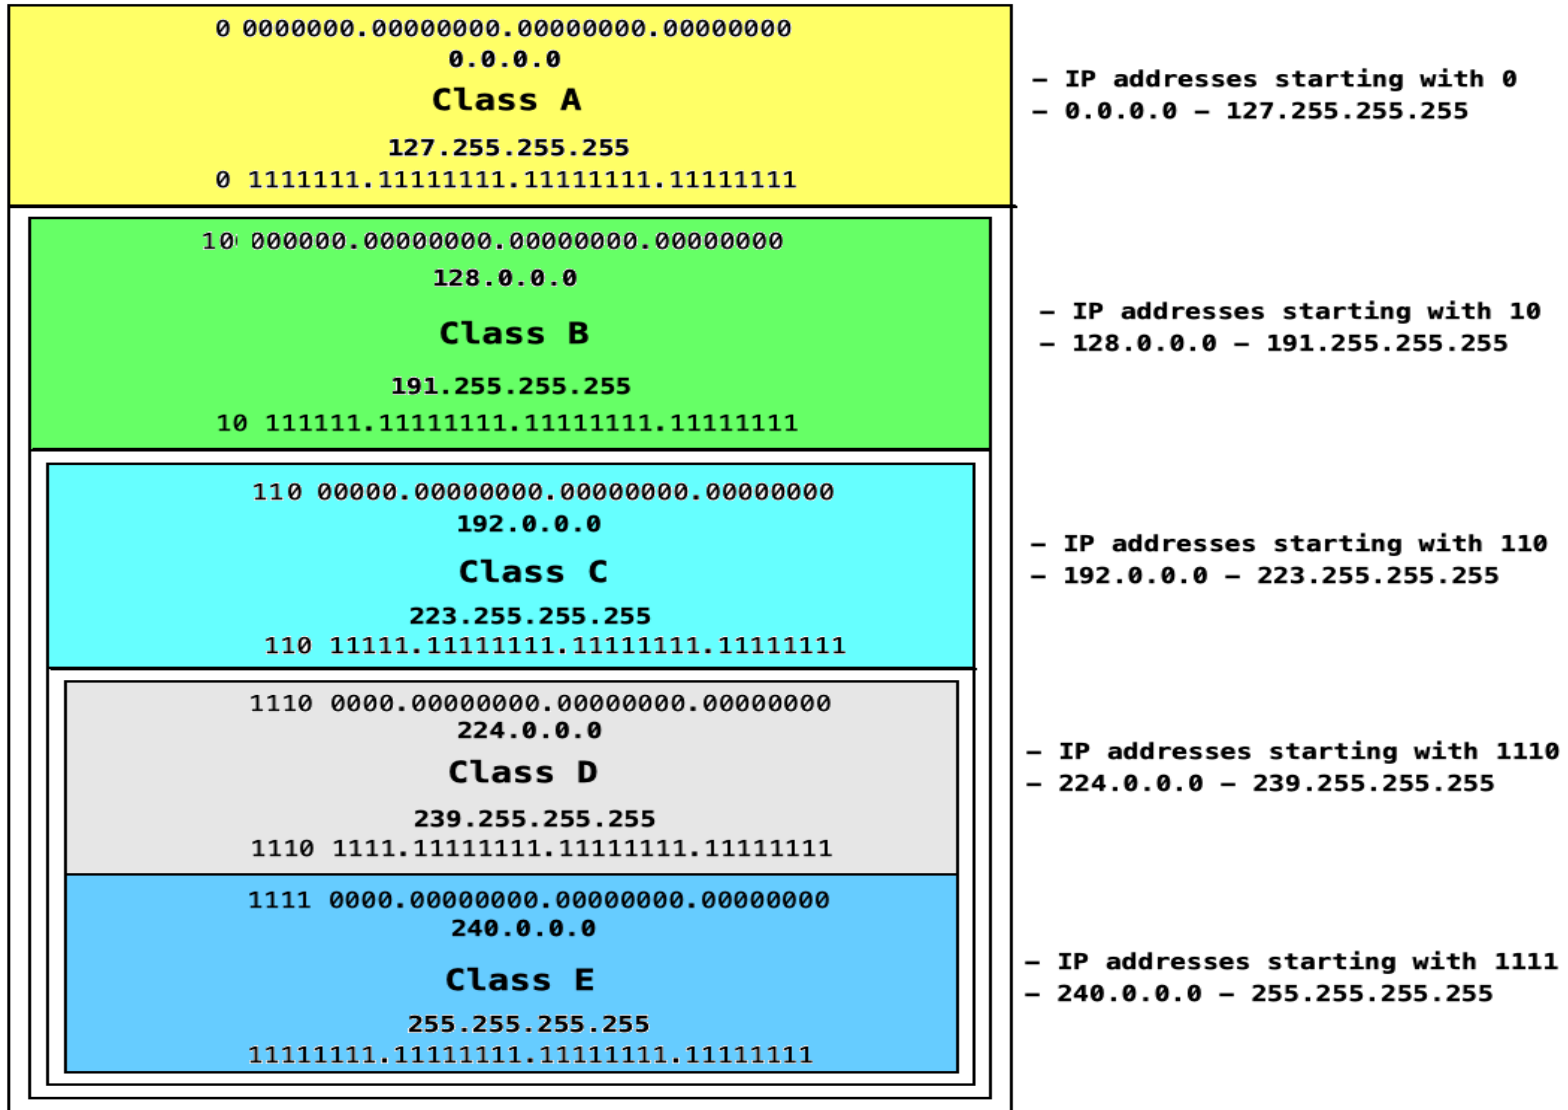 0 0000000.00000000.00000000.00000000
0.0.0.0
Class A
127.255.255.255
0 1111111.11111111.11111111.11111111
– IP addresses starting with 0
– 0.0.0.0 – 127.255.255.255
10 000000.00000000.00000000.00000000
128.0.0.0
Class B
191.255.255.255
10 111111.11111111.11111111.11111111
– IP addresses starting with 10
– 128.0.0.0 – 191.255.255.255
110 00000.00000000.00000000.00000000
192.0.0.0
Class C
223.255.255.255
110 11111.11111111.11111111.11111111
– IP addresses starting with 110
– 192.0.0.0 – 223.255.255.255
1110 0000.00000000.00000000.00000000
224.0.0.0
Class D
239.255.255.255
1110 1111.11111111.11111111.11111111
– IP addresses starting with 1110
– 224.0.0.0 – 239.255.255.255
1111 0000.00000000.00000000.00000000
240.0.0.0
Class E
255.255.255.255
11111111.11111111.11111111.11111111
– IP addresses starting with 1111
– 240.0.0.0 – 255.255.255.255